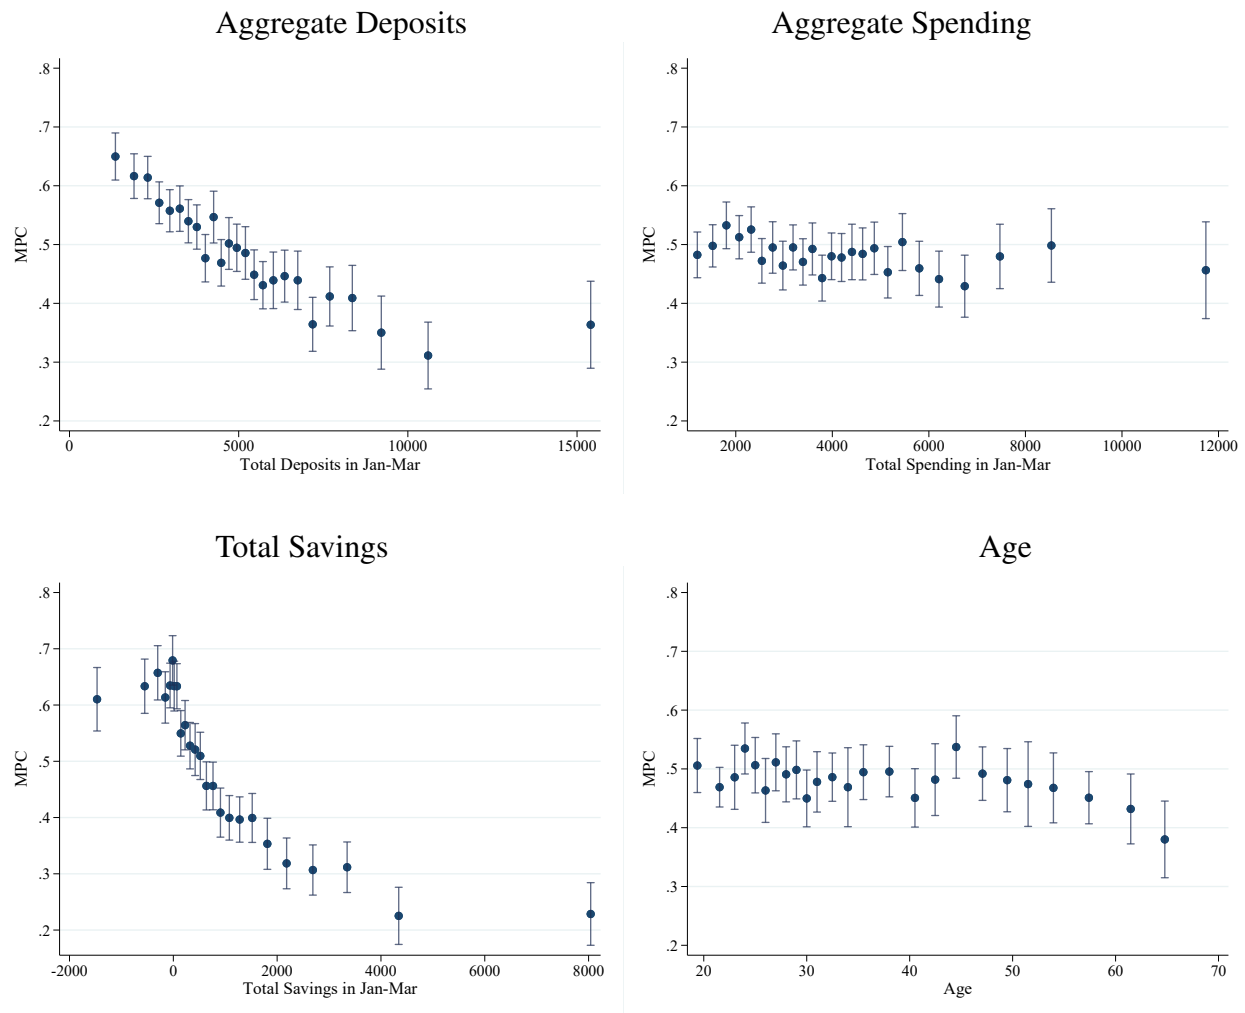 Aggregate Deposits
.8
.7
.6
.5
.4
.3
.2
MPC
0 5000 10000 15000
Total Deposits in Jan-Mar
Aggregate Spending
.8
.7
.6
.5
.4
.3
.2
MPC
2000 4000 6000 8000 10000 12000
Total Spending in Jan-Mar
Total Savings
.8
.7
.6
.5
.4
.3
.2
MPC
-2000 0 2000 4000 6000 8000
Total Savings in Jan-Mar
Age
.8
.7
.6
.5
.4
.3
.2
MPC
20 30 40 50 60 70
Age